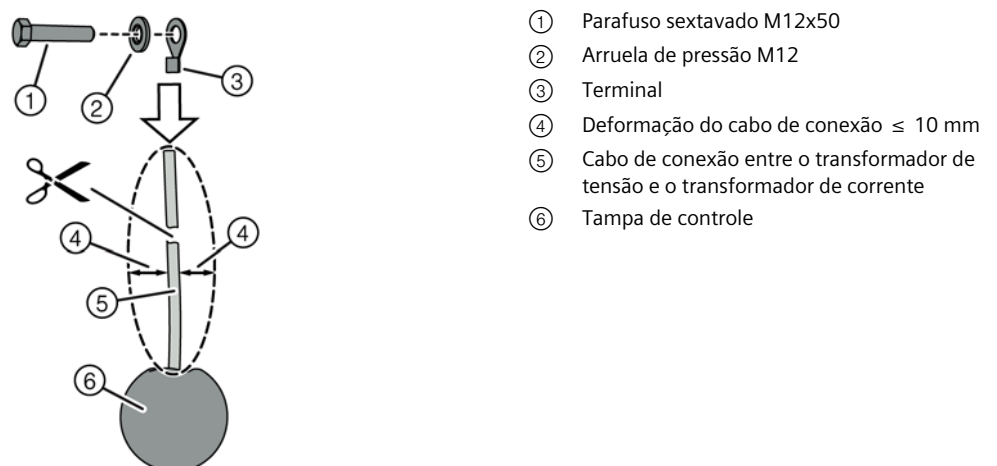 ① Parafuso sextavado M12x50
② Arruela de pressão M12
③ Terminal
④ Deformação do cabo de conexão ≤ 10 mm
⑤ Cabo de conexão entre o transformador de
tensão e o transformador de corrente
⑥ Tampa de controle
①
②
③
④
④
⑤
⑥